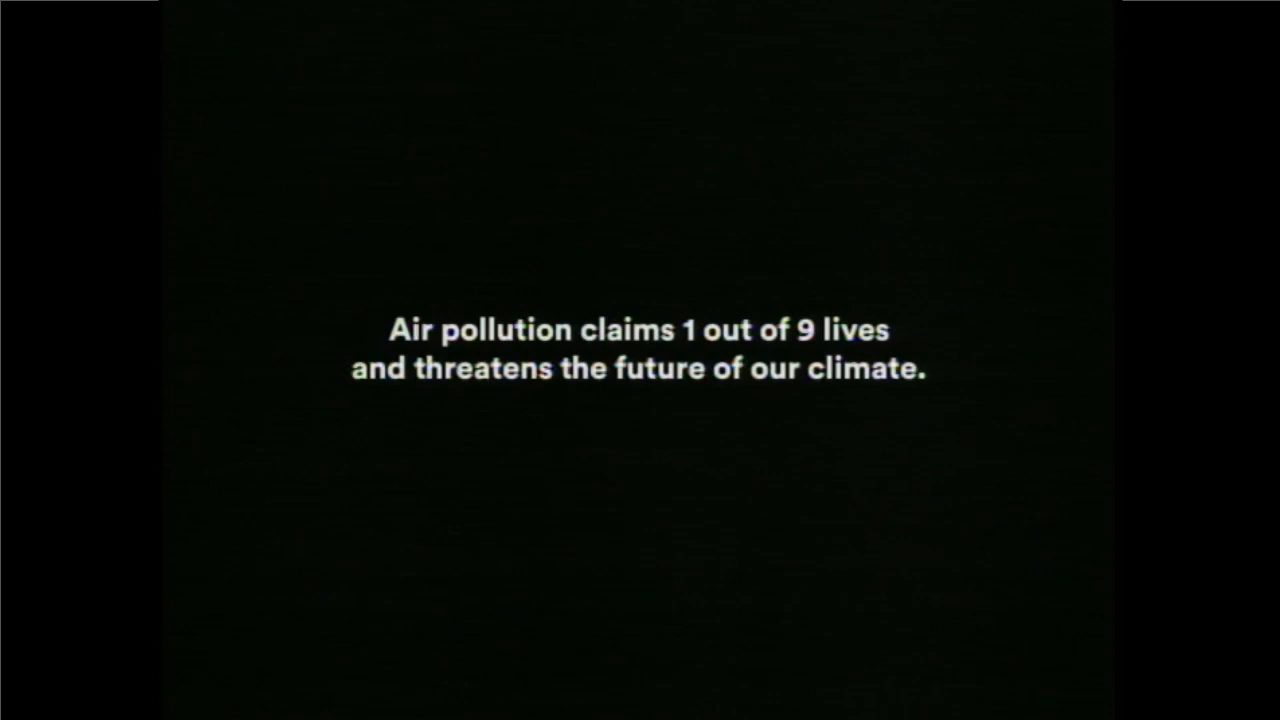 Air pollution claims 1 out of 9 lives
and threatens the future of our climate.